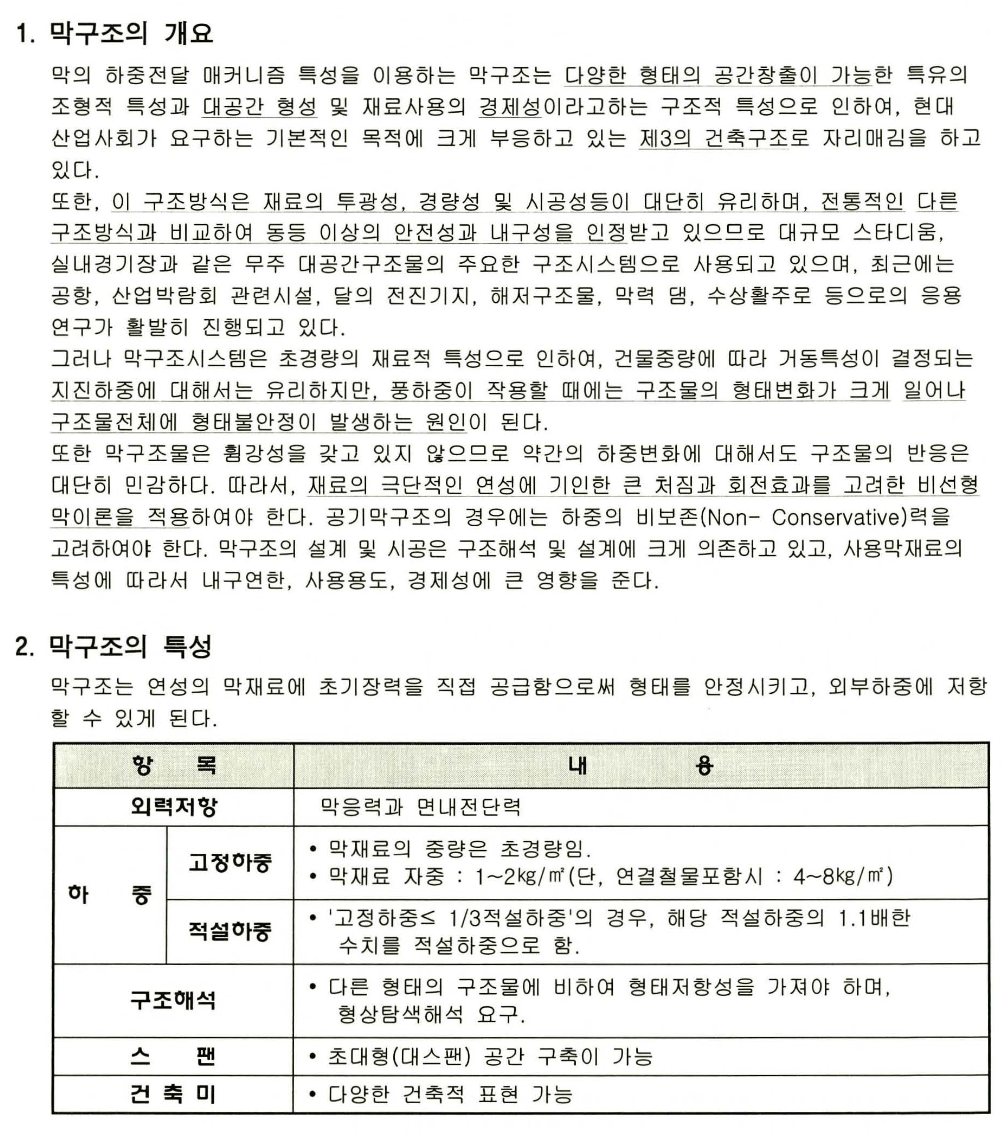 1. 막구조의 개요
막의 하중전달 매커니즘 특성을 이용하는 막구조는 다양한 형태의 공간창출이 가능한 특유의
조형적 특성과 대공간 형성 및 재료사용의 경제성이라고하는 구조적 특성으로 인하여, 현대
산업사회가 요구하는 기본적인 목적에 크게 부응하고 있는 제3의 건축구조로 자리매김을 하고
있다.
또한, 이 구조방식은 재료의 투광성, 경량성 및 시공성등이 대단히 유리하며, 전통적인 다른
구조방식과 비교하여 동등 이상의 안전성과 내구성을 인정받고 있으므로 대규모 스타디움,
실내경기장과 같은 무주 대공간구조물의 주요한 구조시스템으로 사용되고 있으며, 최근에는
공항, 산업박람회 관련시설, 달의 전진기지, 해저구조물, 막력 댐, 수상활주로 등으로의 응용
연구가 활발히 진행되고 있다.
그러나 막구조시스템은 초경량의 재료적 특성으로 인하여, 건물중량에 따라 거동특성이 결정되는
지진하중에 대해서는 유리하지만, 풍하중이 작용할 때에는 구조물의 형태변화가 크게 일어나
구조물전체에 형태불안정이 발생하는 원인이 된다.
또한 막구조물은 휨강성을 갖고 있지 않으므로 약간의 하중변화에 대해서도 구조물의 반응은
대단히 민감하다. 따라서, 재료의 극단적인 연성에 기인한 큰 처짐과 회전효과를 고려한 비선형
막이론을 적용하여야 한다. 공기막구조의 경우에는 하중의 비보존(Non- Conservative)력을
고려하여야 한다. 막구조의 설계 및 시공은 구조해석 및 설계에 크게 의존하고 있고, 사용막재료의
특성에 따라서 내구연한, 사용용도, 경제성에 큰 영향을 준다.
2. 막구조의 특성
막구조는 연성의 막재료에 초기장력을 직접 공급함으로써 형태를 안정시키고, 외부하중에 저항
할 수 있게 된다.
항 목 내 용
외력저항 막응력과 면내전단력
하 중 고정하중 • 막재료의 중량은 초경량임.
• 막재료 자중 : 1~2kg/㎡(단, 연결철물포함시 : 4~8kg/㎡)
적설하중 • '고정하중≤ 1/3적설하중'의 경우, 해당 적설하중의 1.1배한
수치를 적설하중으로 함.
구조해석 • 다른 형태의 구조물에 비하여 형태저항성을 가져야 하며,
형상탐색해석 요구.
스 팬 • 초대형(대스팬) 공간 구축이 가능
건 축 미 • 다양한 건축적 표현 가능